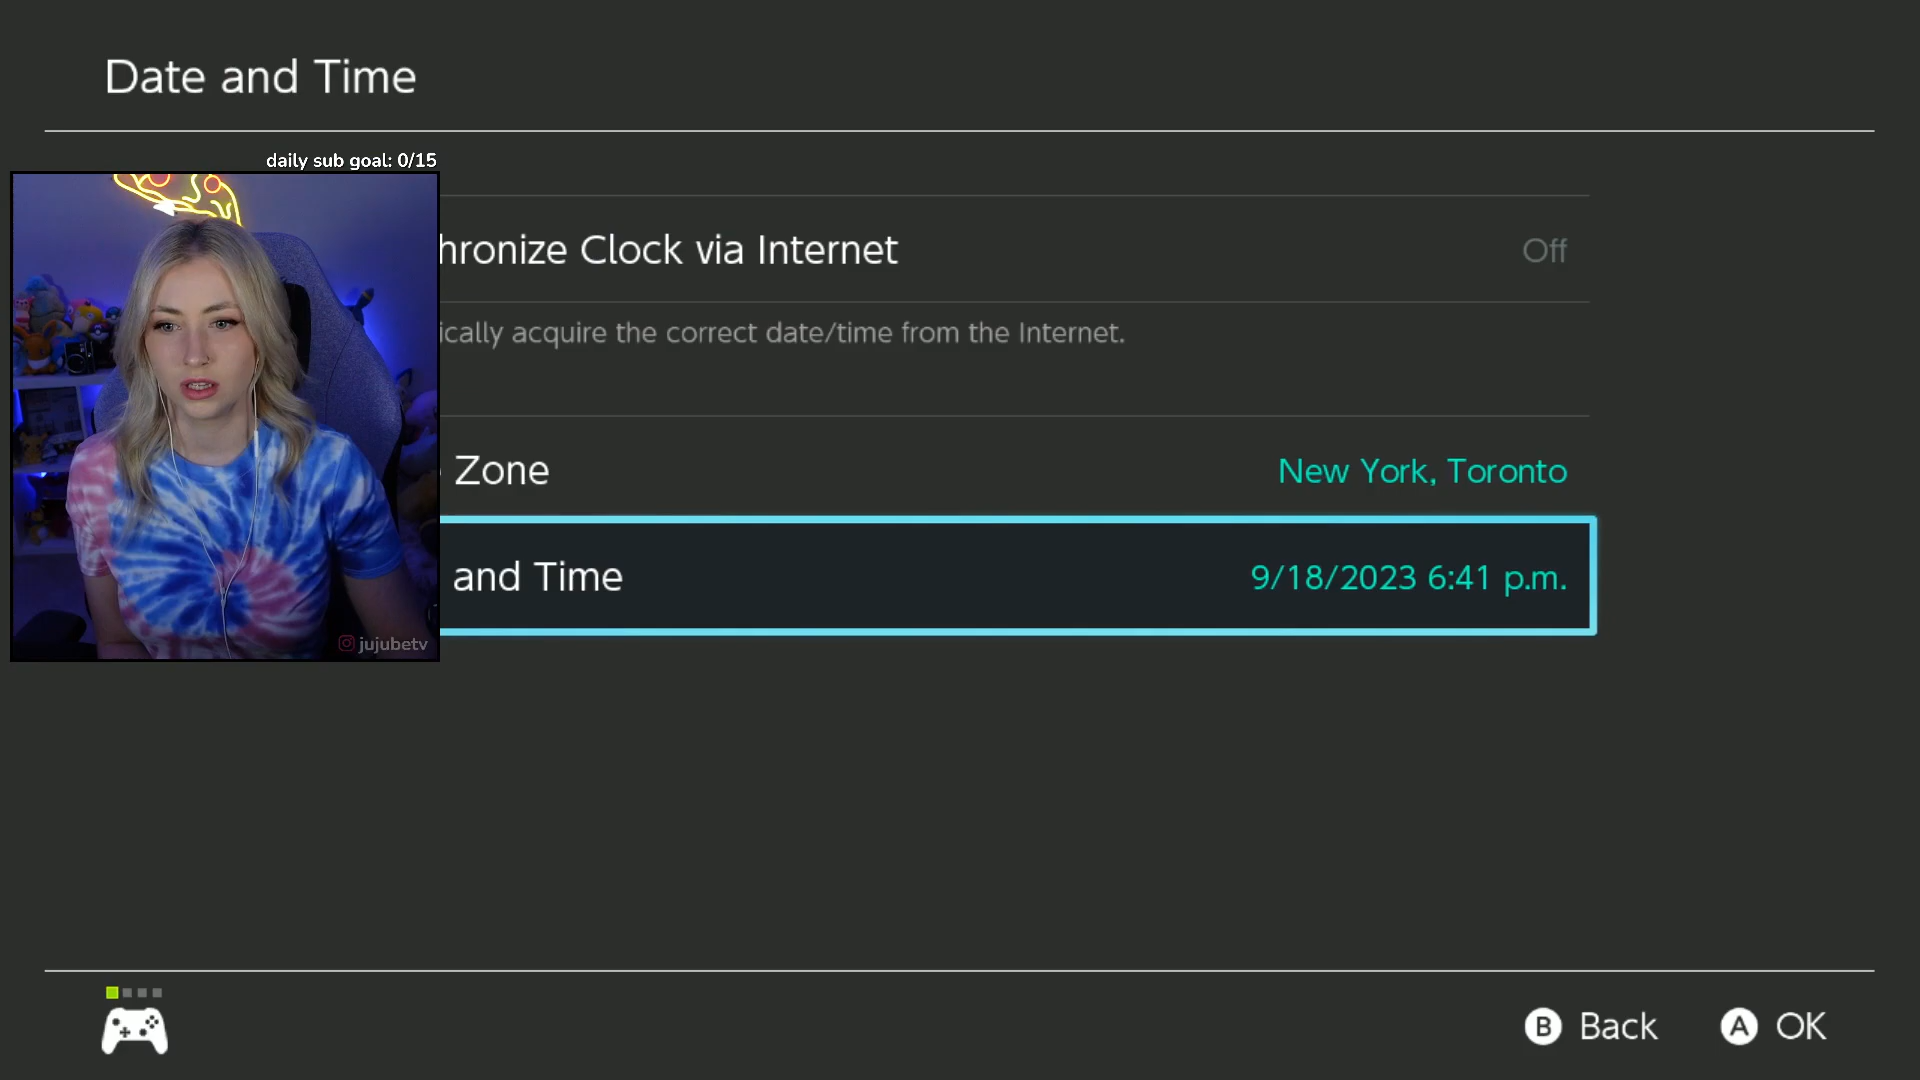 Date and Time
daily sub goal: 0/15
hronize Clock via Internet
Off
ically acquire the correct date/time from the Internet.
Zone
New York, Toronto
and Time
9/18/2023 6:41 p.m.
jujubetv
B Back
A OK